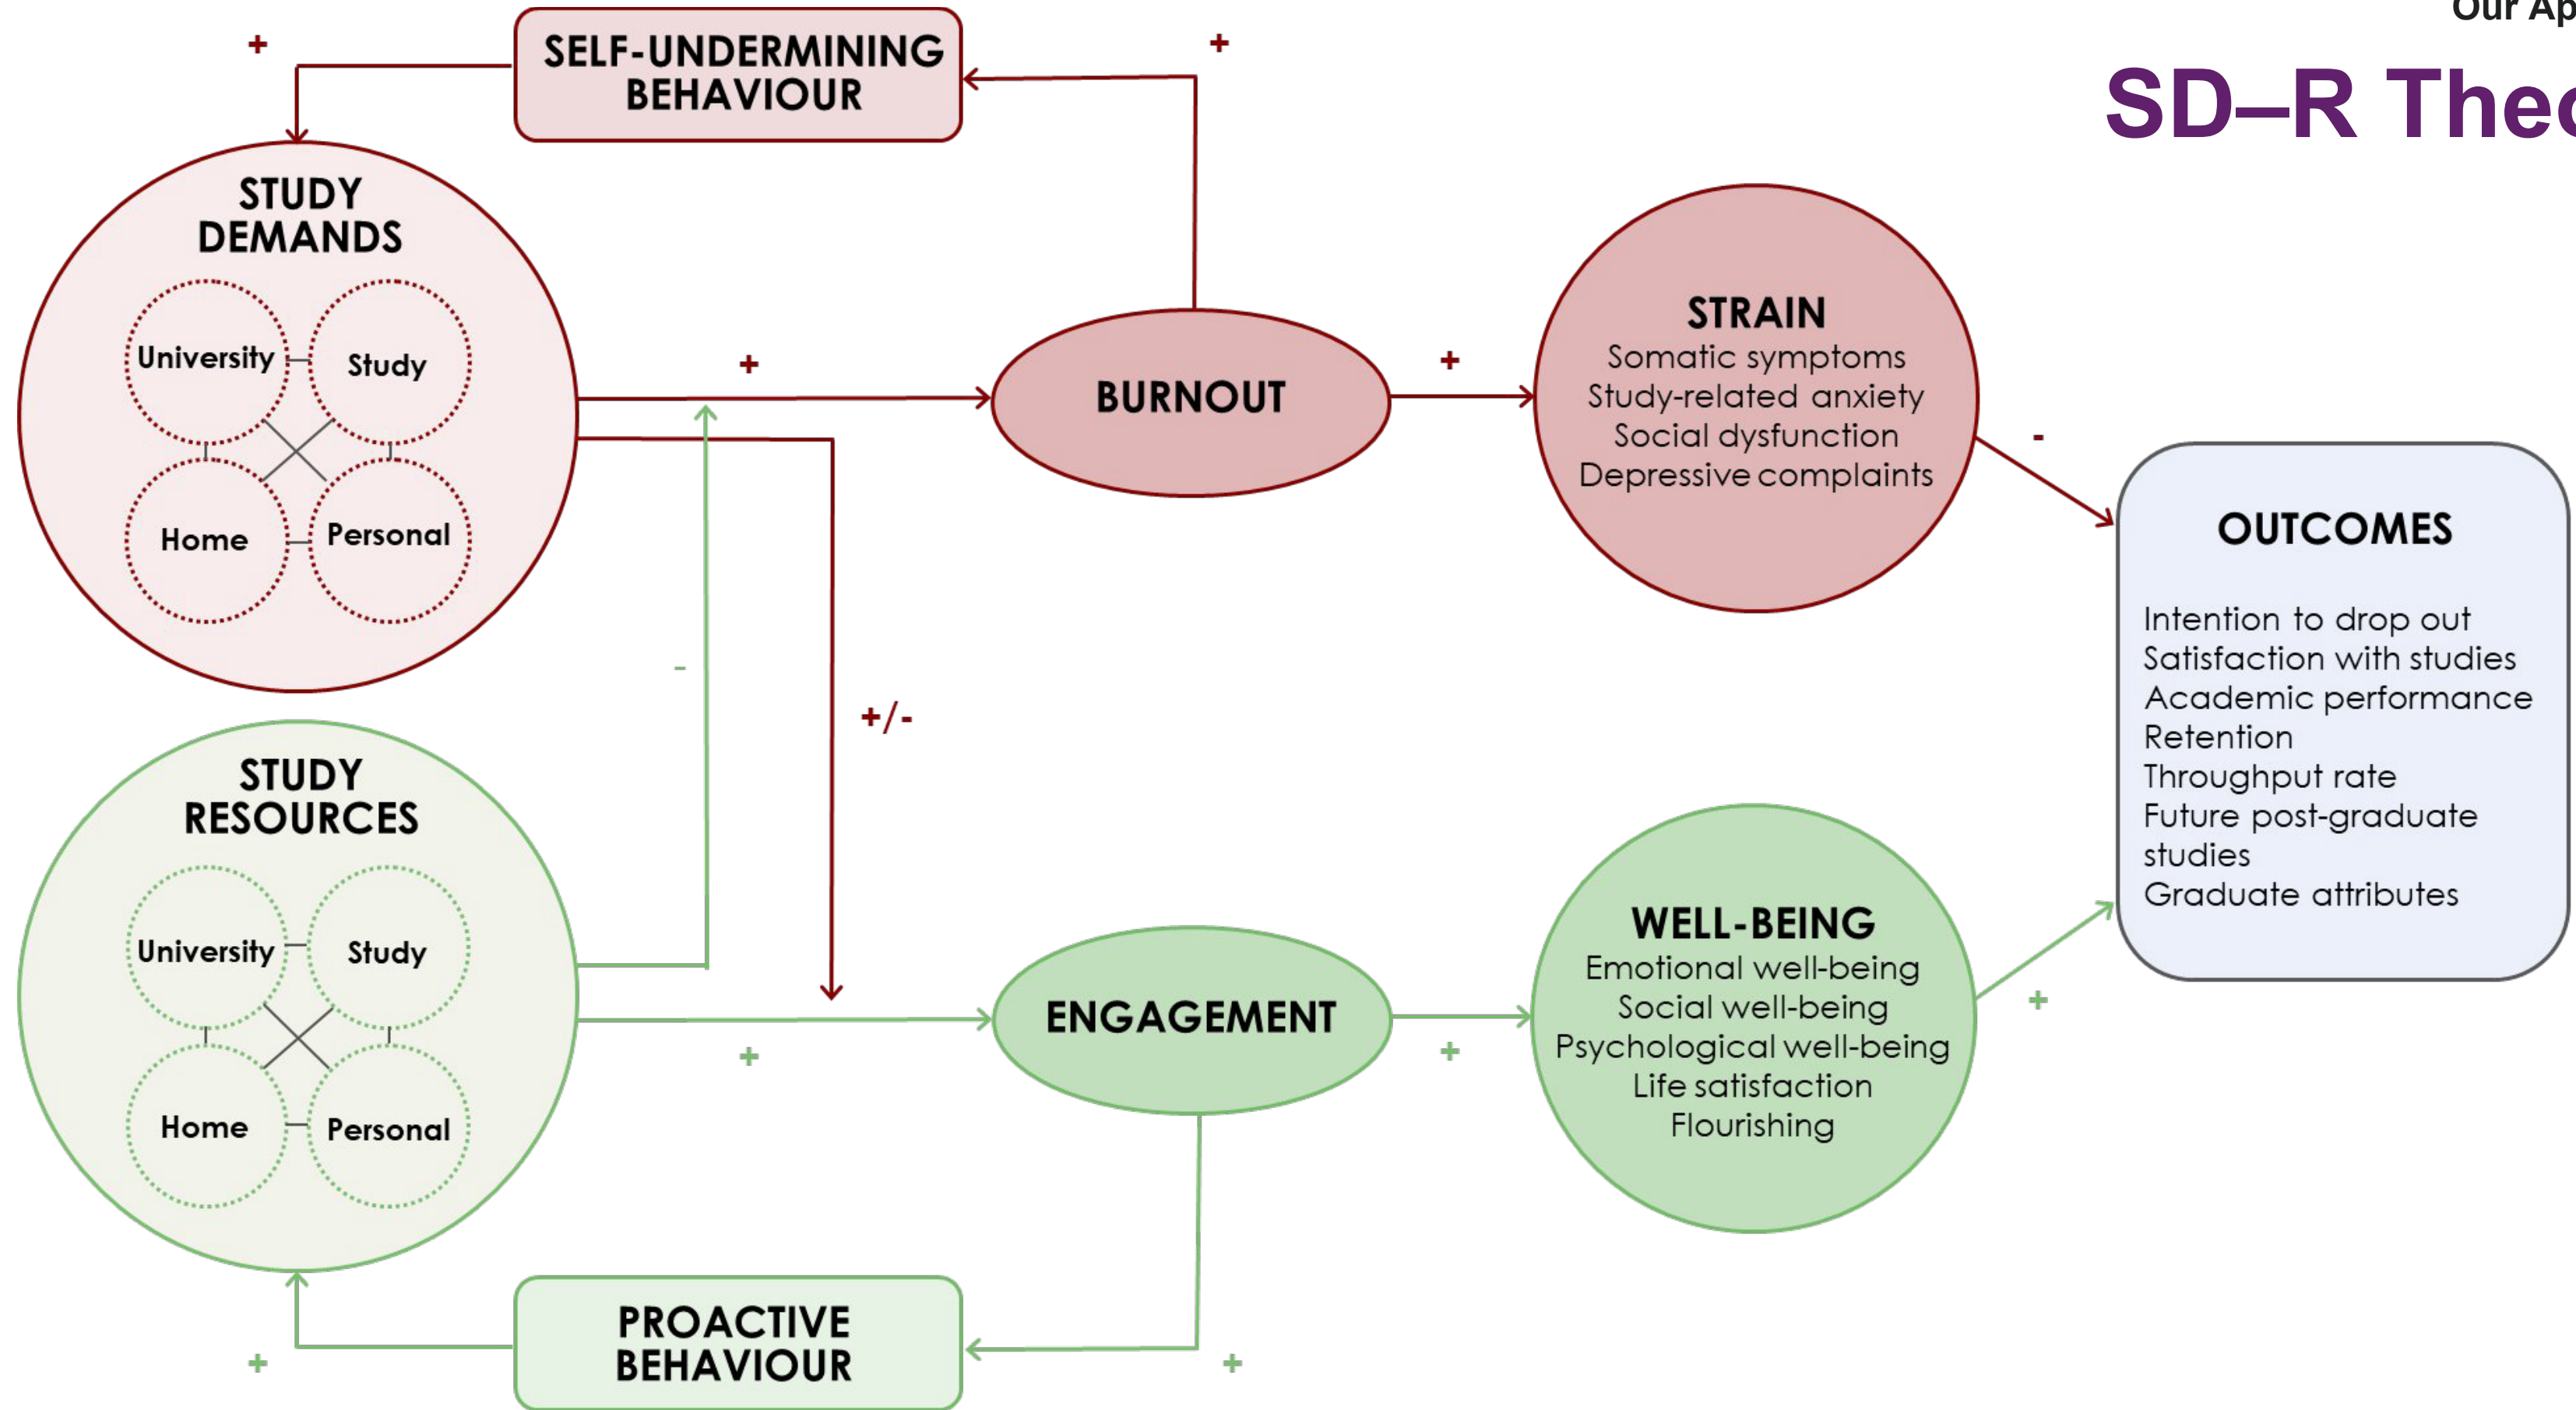 Our Ap
SD–R Theo
+
SELF-UNDERMINING
BEHAVIOUR
+
STUDY
DEMANDS
University
Study
Home
Personal
+
BURNOUT
+
STRAIN
Somatic symptoms
Study-related anxiety
Social dysfunction
Depressive complaints
-
-
+/-
OUTCOMES
Intention to drop out
Satisfaction with studies
Academic performance
Retention
Throughput rate
Future post-graduate
studies
Graduate attributes
STUDY
RESOURCES
University
Study
Home
Personal
+
ENGAGEMENT
+
WELL-BEING
Emotional well-being
Social well-being
Psychological well-being
Life satisfaction
Flourishing
+
+
PROACTIVE
BEHAVIOUR
+